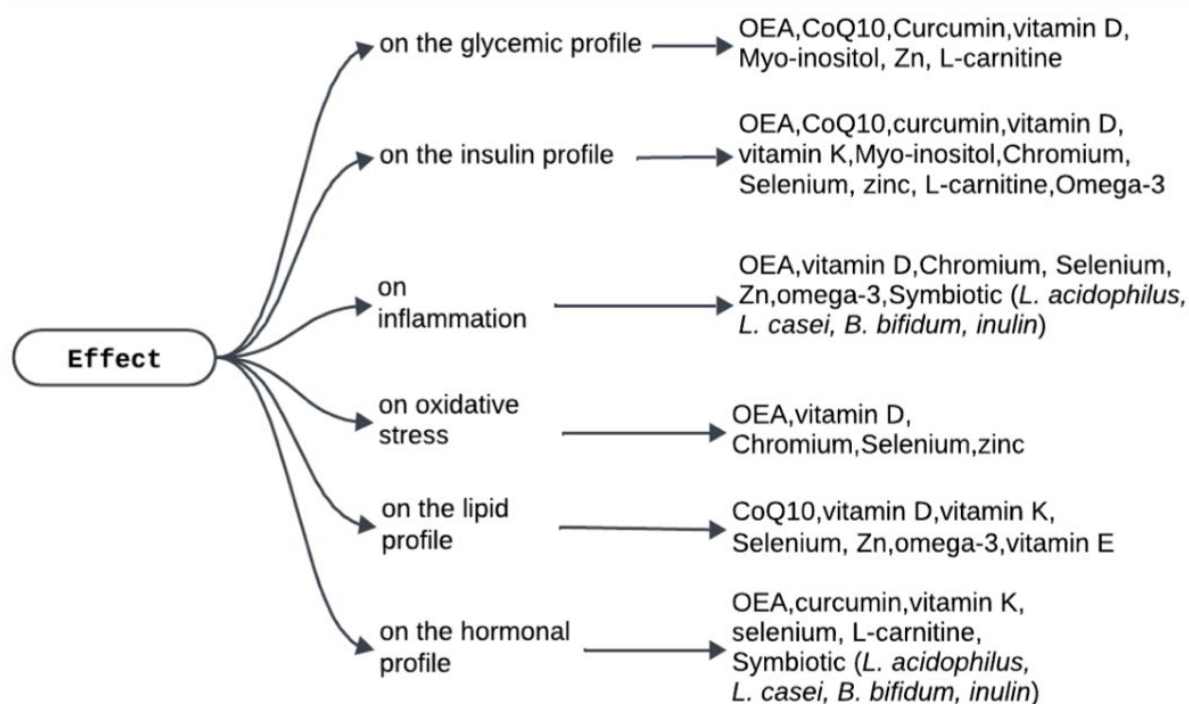 Effect
on the glycemic profile
OEA,CoQ10,Curcumin,vitamin D,
Myo-inositol, Zn, L-carnitine
on the insulin profile
OEA,CoQ10,curcumin,vitamin D,
vitamin K,Myo-inositol,Chromium,
Selenium, zinc, L-carnitine,Omega-3
on
inflammation
OEA,vitamin D,Chromium, Selenium,
Zn,omega-3,Symbiotic (L. acidophilus,
L. casei, B. bifidum, inulin)
on oxidative
stress
OEA,vitamin D,
Chromium,Selenium,zinc
on the lipid
profile
CoQ10,vitamin D,vitamin K,
Selenium, Zn,omega-3,vitamin E
on the hormonal
profile
OEA,curcumin,vitamin K,
selenium, L-carnitine,
Symbiotic (L. acidophilus,
L. casei, B. bifidum, inulin)